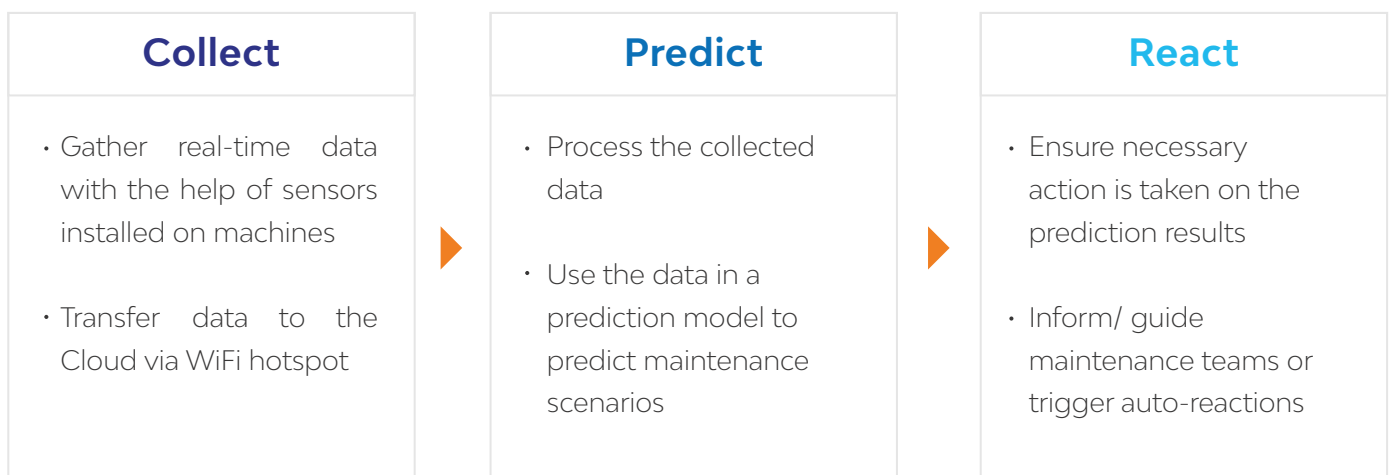 Collect
• Gather real-time data
with the help of sensors
installed on machines
• Transfer data to the
Cloud via WiFi hotspot
Predict
• Process the collected
data
• Use the data in a
prediction model to
predict maintenance
scenarios
React
• Ensure necessary
action is taken on the
prediction results
• Inform/ guide
maintenance teams or
trigger auto-reactions